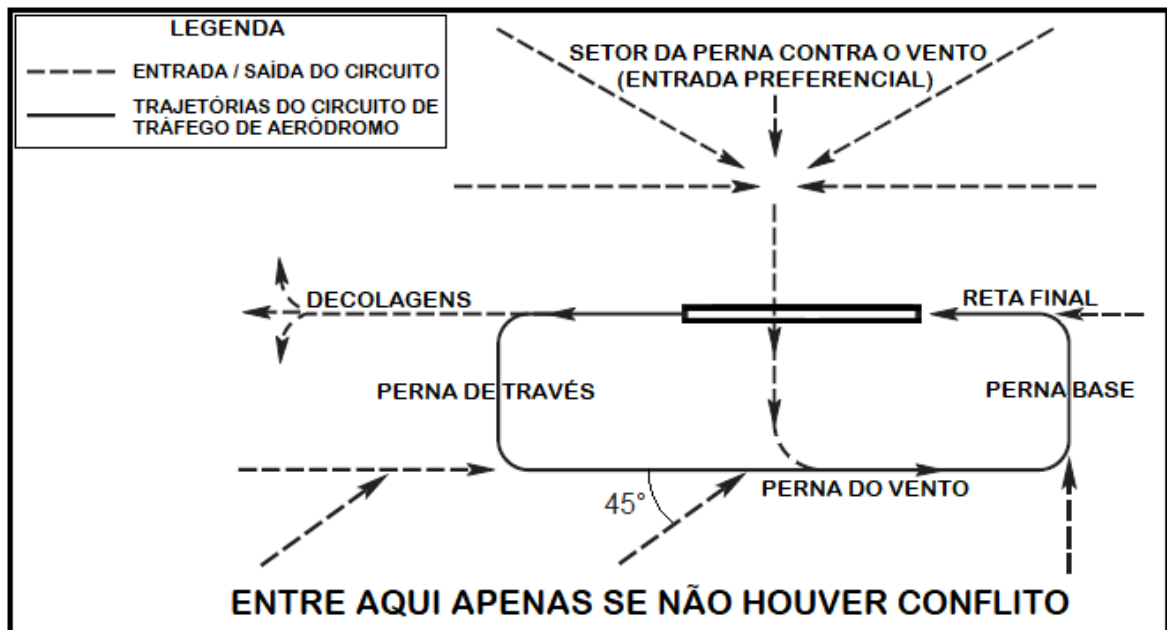 LEGENDA
ENTRADA / SAÍDA DO CIRCUITO
TRAJETÓRIAS DO CIRCUITO DE
TRÁFEGO DE AERÓDROMO
SETOR DA PERNA CONTRA O VENTO
(ENTRADA PREFERENCIAL)
DECOLAGENS
RETA FINAL
PERNA DE TRAVÉS
PERNA BASE
PERNA DO VENTO
45°
ENTRE AQUI APENAS SE NÃO HOUVER CONFLITO